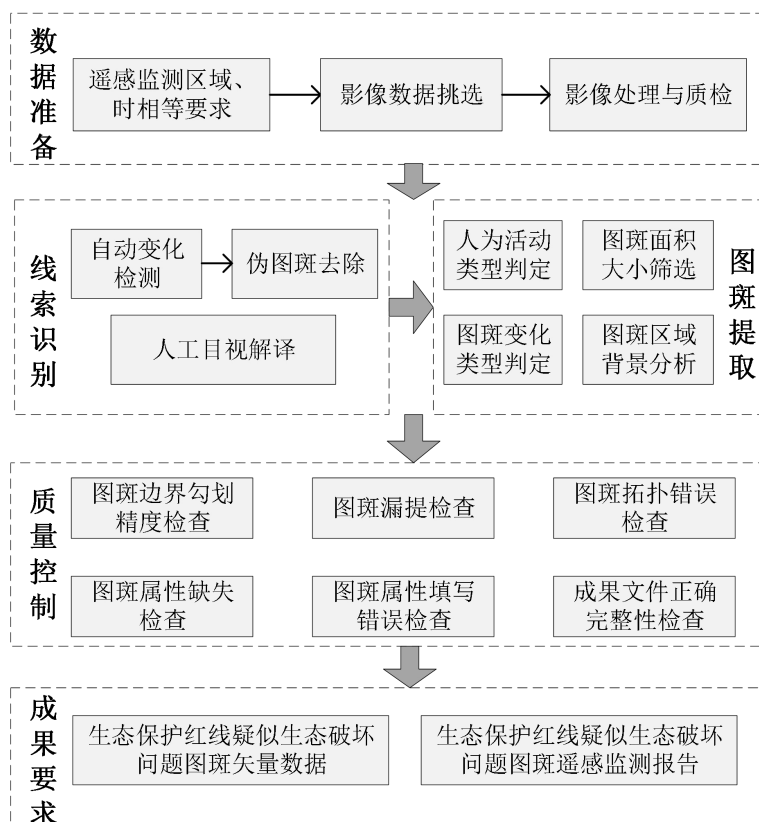 数据准备
遥感监测区域、
时相等要求
影像数据挑选
影像处理与质检
线索识别
自动变化
检测
伪图斑去除
人工目视解译
人为活动
类型判定
图斑面积
大小筛选
图斑变化
类型判定
图斑区域
背景分析
图斑提取
质量控制
图斑边界勾划
精度检查
图斑漏提检查
图斑拓扑错误
检查
图斑属性缺失
检查
图斑属性填写
错误检查
成果文件正确
完整性检查
成果要求
生态保护红线疑似生态破坏
问题图斑矢量数据
生态保护红线疑似生态破坏
问题图斑遥感监测报告